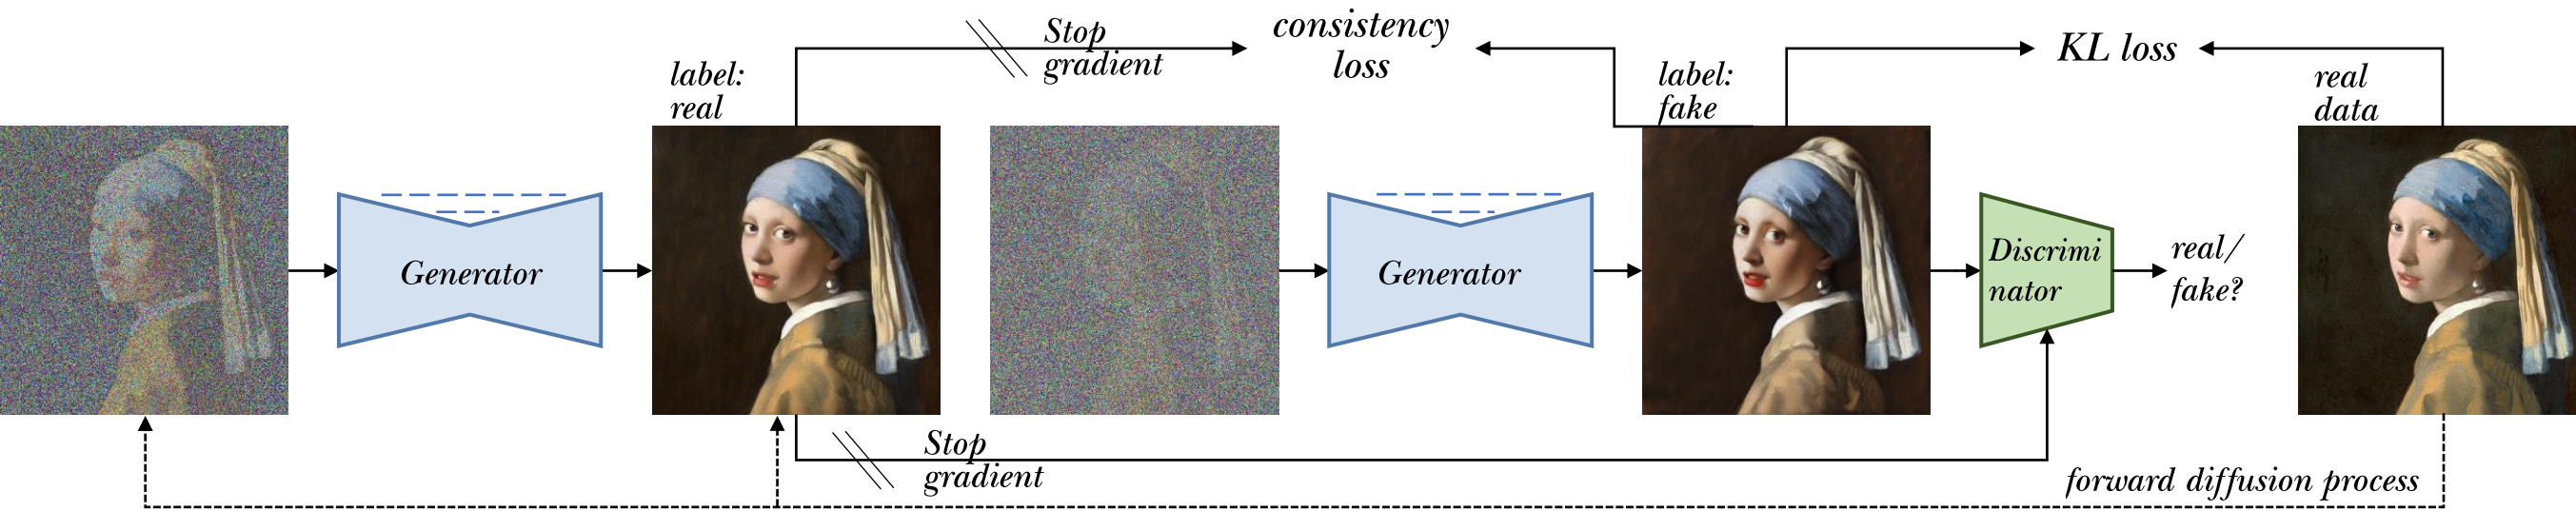 Stop
gradient
consistency
loss
KL loss
label:
real
label:
fake
real
data
Generator
Generator
Discrimi
nator
real/
fake?
Stop
gradient
forward diffusion process